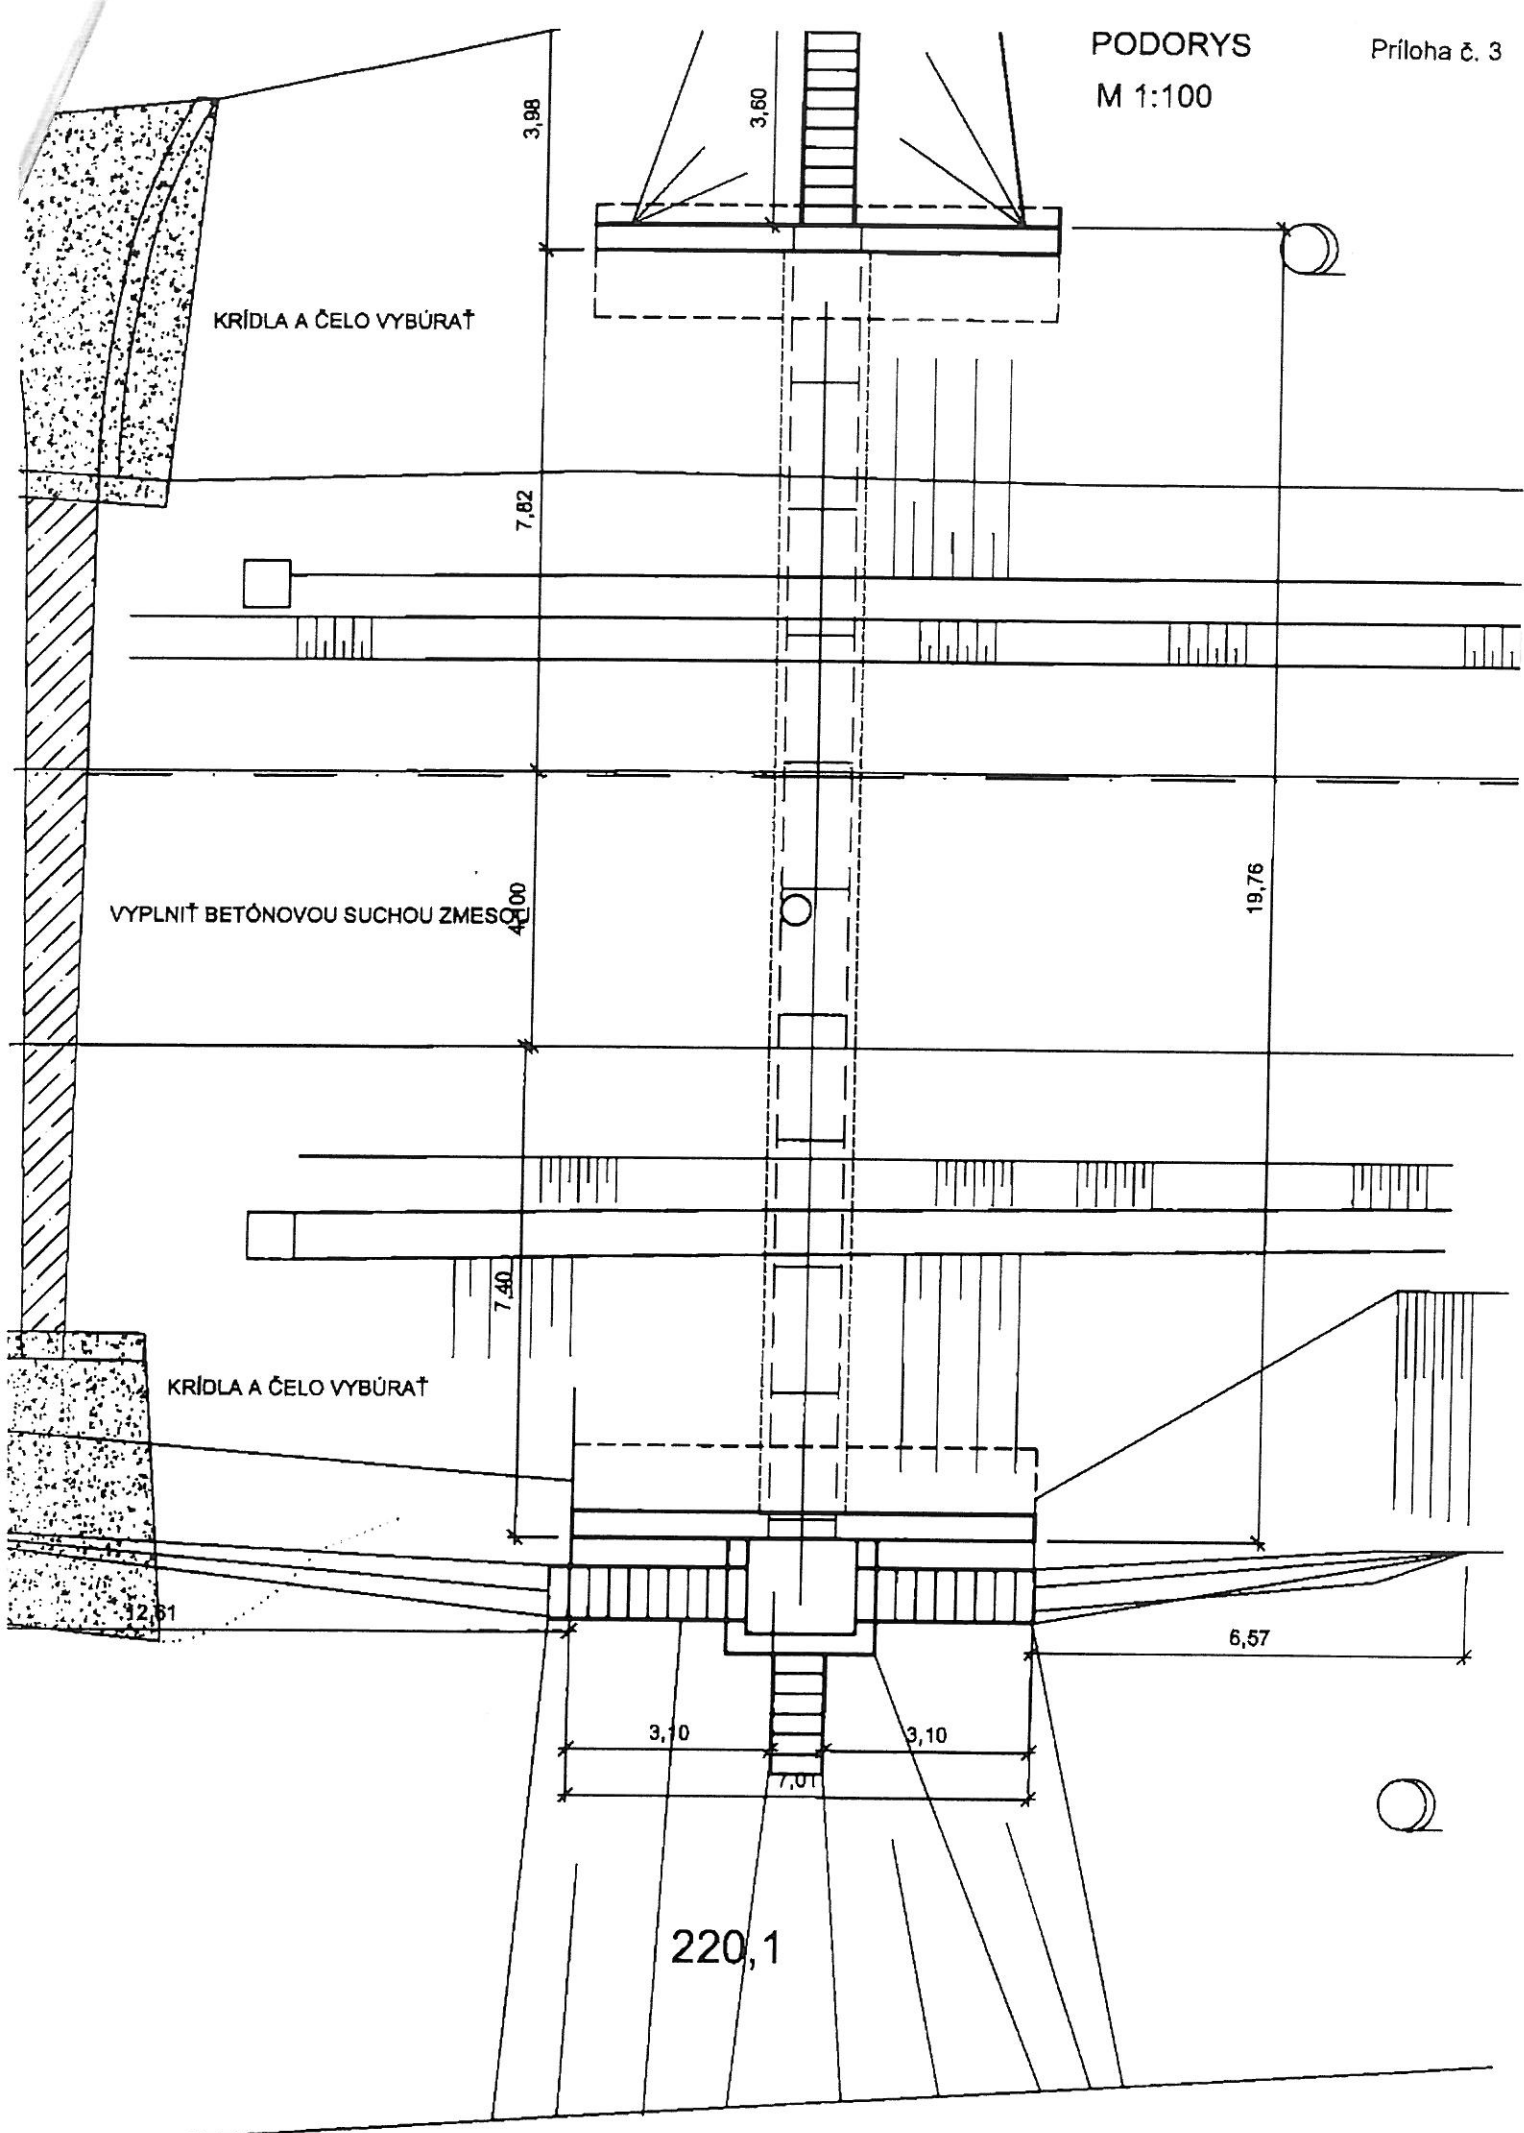 PODORYS
Príloha č. 3
M 1:100
3,98
3,60
KRÍDLA A ČELO VYBÚRAŤ
7,82
19,76
VYPLNIŤ BETÓNOVOU SUCHOU ZMESOU
4,100
7,40
KRÍDLA A ČELO VYBÚRAŤ
12,61
6,57
3,10
3,10
7,01
220,1